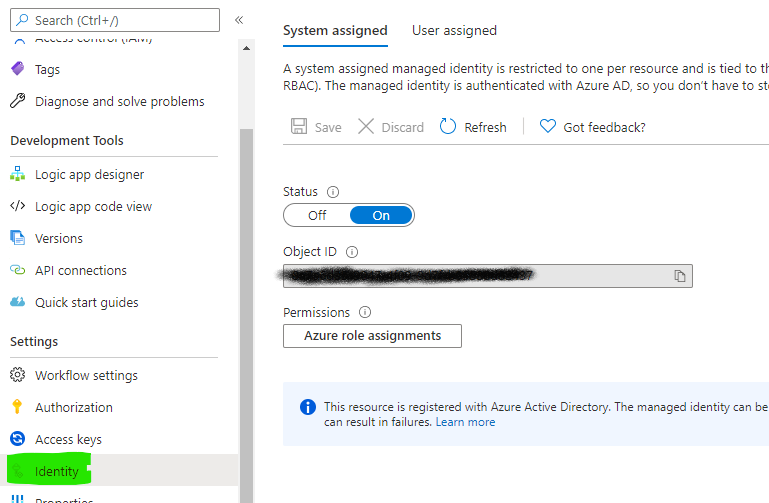 Search (Ctrl+/)
«
Access control (IAM)
Tags
Diagnose and solve problems
Development Tools
Logic app designer
Logic app code view
Versions
API connections
Quick start guides
Settings
Workflow settings
Authorization
Access keys
Identity
Properties
System assigned
User assigned
A system assigned managed identity is restricted to one per resource and is tied to th
RBAC). The managed identity is authenticated with Azure AD, so you don't have to sto
Save
Discard
Refresh
Got feedback?
Status
Off
On
Object ID
Permissions
Azure role assignments
This resource is registered with Azure Active Directory. The managed identity can be
can result in failures. Learn more